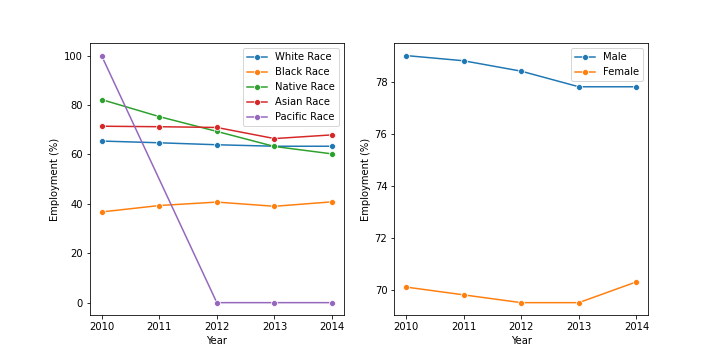 100
80
60
40
20
0
Employment (%)
2010 2011 2012 2013 2014
Year
White Race
Black Race
Native Race
Asian Race
Pacific Race
78
76
74
72
70
Employment (%)
2010 2011 2012 2013 2014
Year
Male
Female